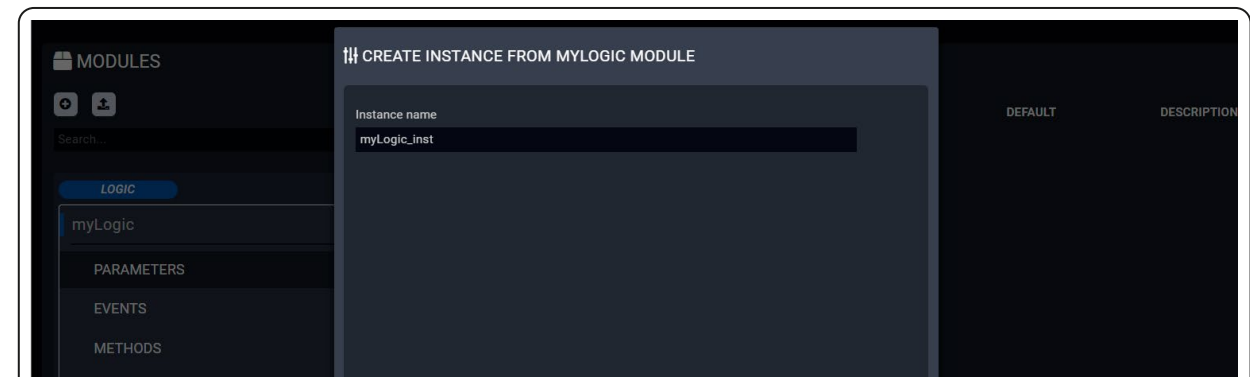 MODULES
CREATE INSTANCE FROM MYLOGIC MODULE
Instance name
myLogic_inst
DEFAULT
DESCRIPTION
Search...
LOGIC
myLogic
PARAMETERS
EVENTS
METHODS